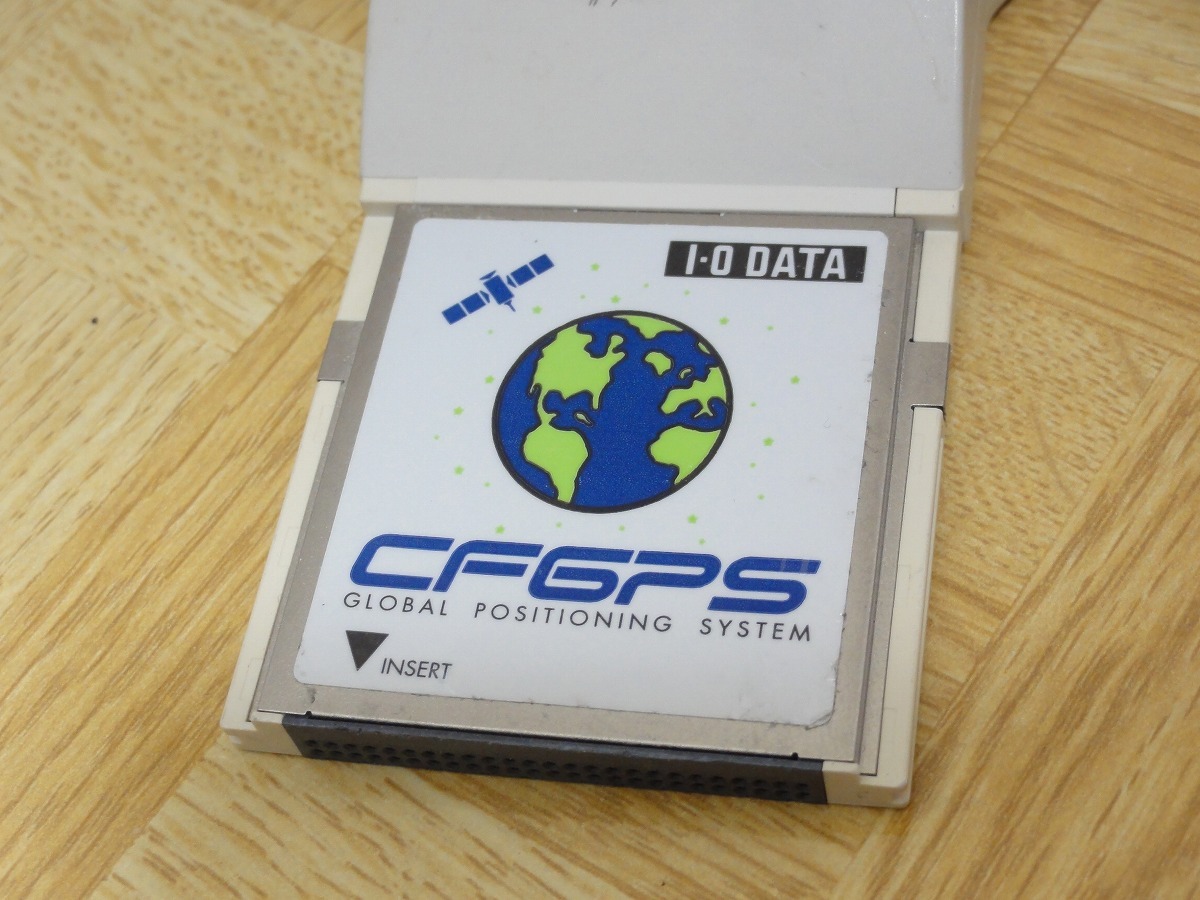 I·O DATA
CFGPS
GLOBAL POSITIONING SYSTEM
▼ INSERT